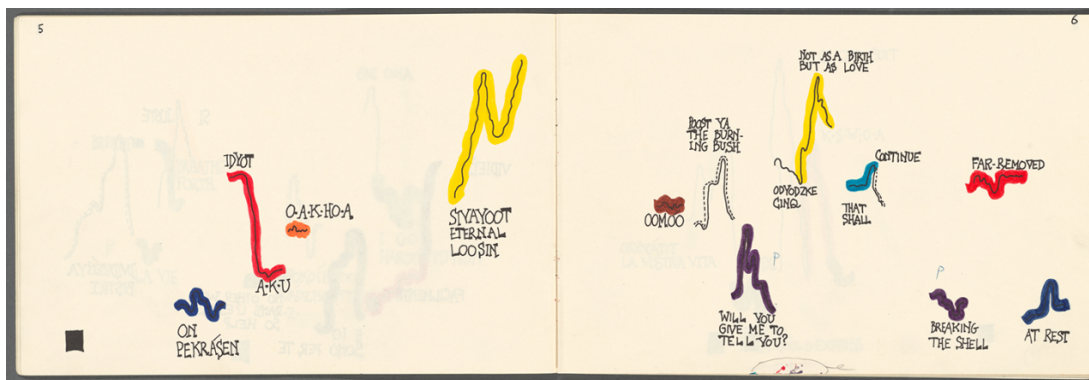 5
IDYOT
A·K·U
O·A·K·HO·A
ON
PEKRÁSEN
SIYAYOOT
ETERNAL
LOOSIN
6
OOMOO
THE BURN-
ING BUSH
WILL YOU
GIVE ME TO
TELL YOU?
P
NOT AS A BIRTH
BUT AS LOVE
ODYODZKE
CINQ
CONTINUE
THAT
SHALL
P
BREAKING
THE SHELL
FAR-REMOVED
AT REST